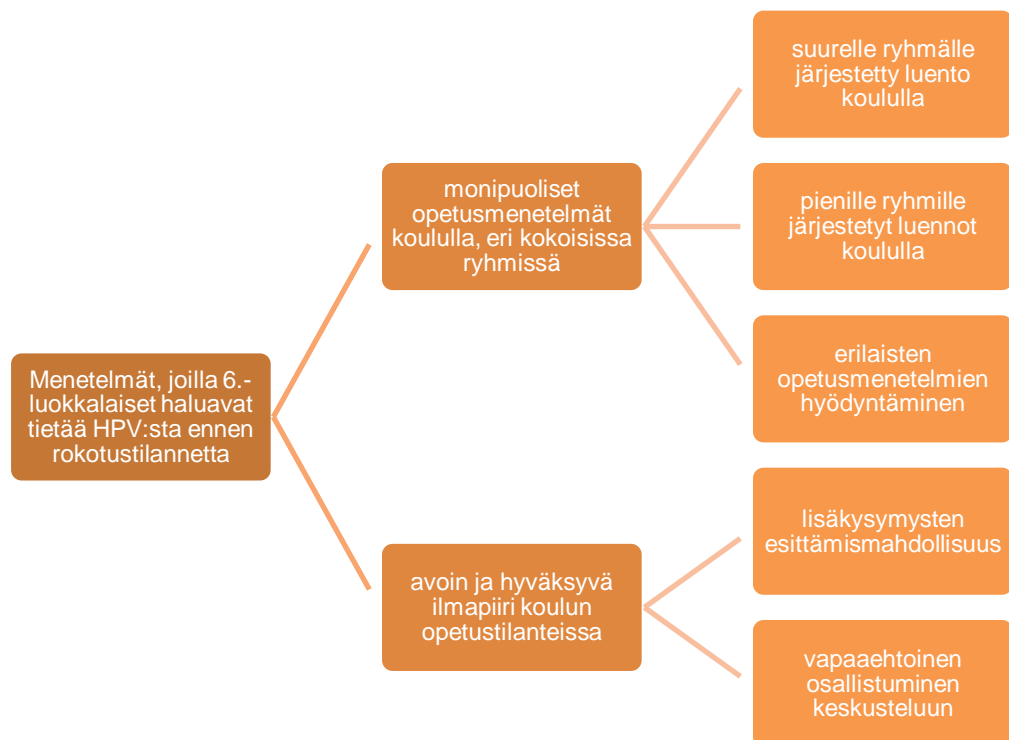 Menetelmät, joilla 6.-
luokkalaiset haluavat
tietää HPV:sta ennen
rokotustilannetta
monipuoliset
opetusmenetelmät
koululla, eri kokoisissa
ryhmissä
suurelle ryhmälle
järjestetty luento
koululla
pienille ryhmille
järjestetyt luennot
koululla
erilaisten
opetusmenetelmien
hyödyntäminen
avoin ja hyväksyvä
ilmapiiri koulun
opetustilanteissa
lisäkysymysten
esittämismahdollisuus
vapaaehtoinen
osallistuminen
keskusteluun